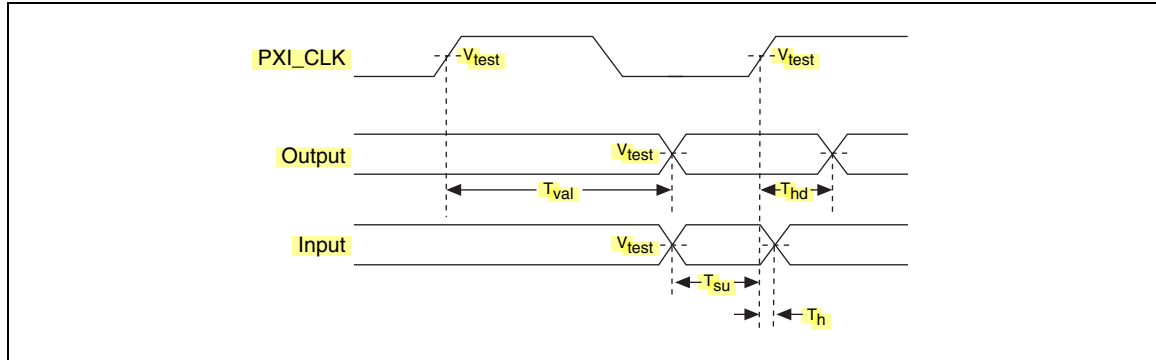 PXI_CLK
Vtest
Vtest
Output
Vtest
Tval
Thd
Input
Vtest
Tsu
Th